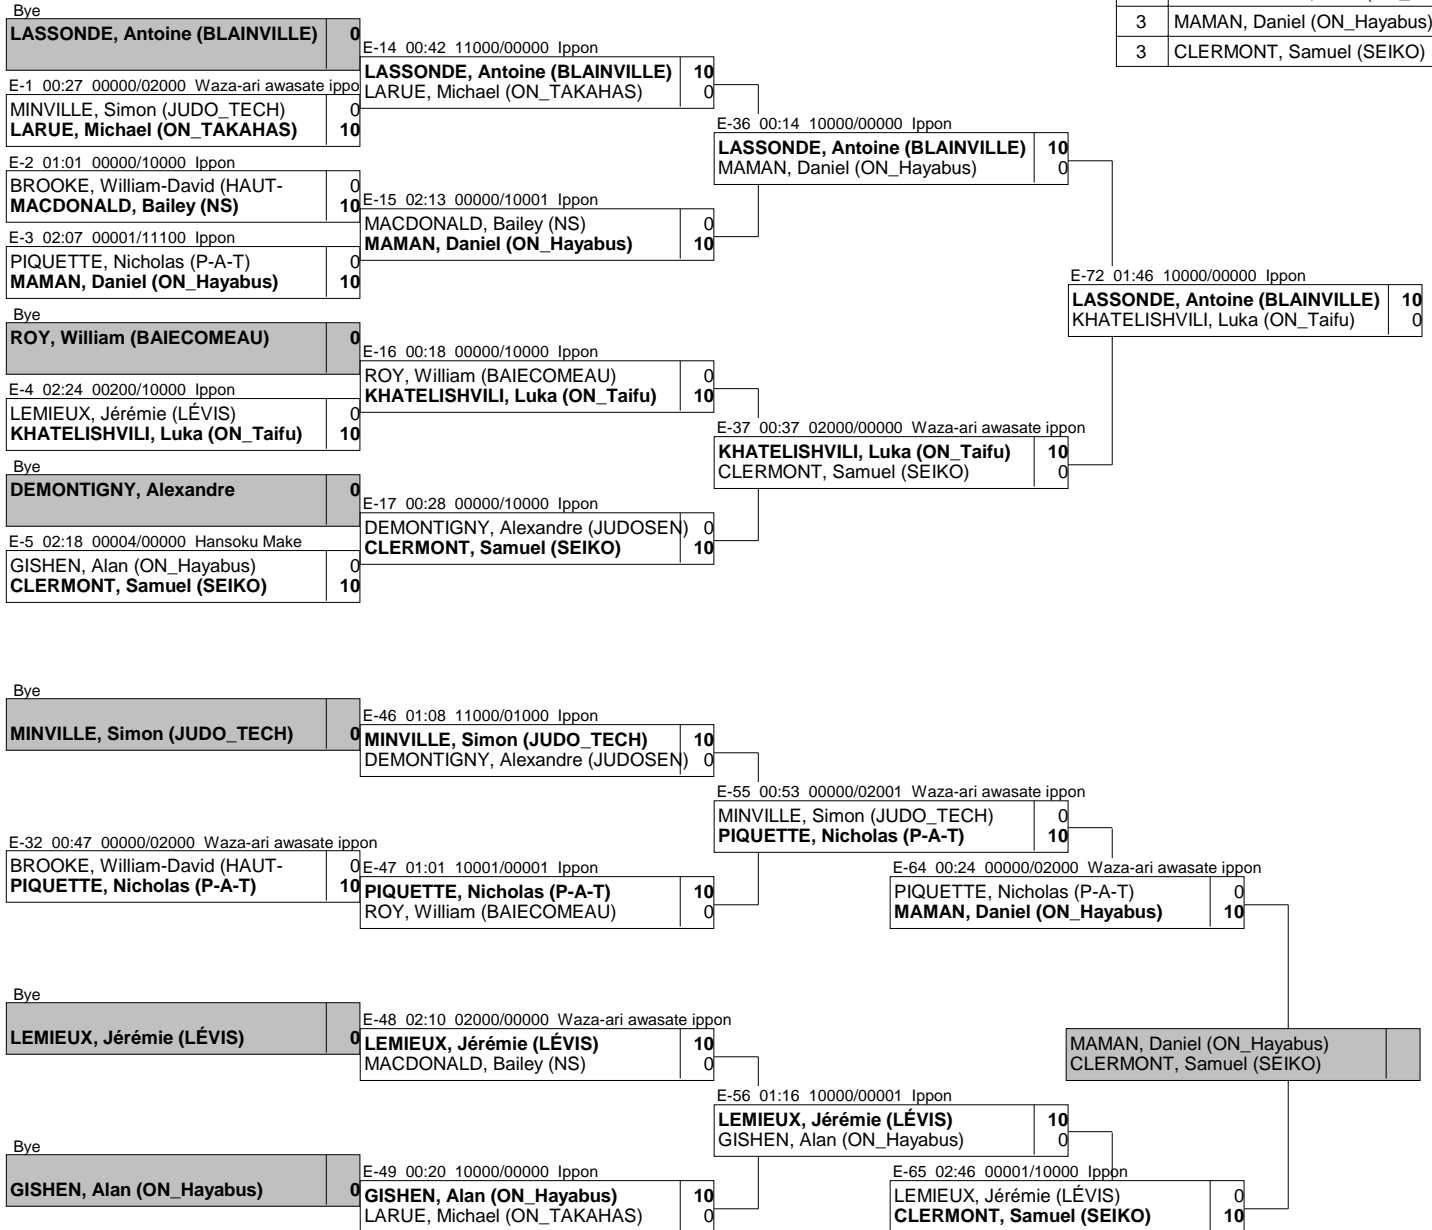 3 MAMAN, Daniel (ON_Hayabus)
3 CLERMONT, Samuel (SEIKO)
Bye
LASSONDE, Antoine (BLAINVILLE) 0
E-1 00:27 00000/02000 Waza-ari awasate ippo
MINVILLE, Simon (JUDO_TECH) 0
LARUE, Michael (ON_TAKAHAS) 10
E-2 01:01 00000/10000 Ippon
BROOKE, William-David (HAUT- 0
MACDONALD, Bailey (NS) 10
E-3 02:07 00001/11100 Ippon
PIQUETTE, Nicholas (P-A-T) 0
MAMAN, Daniel (ON_Hayabus) 10
Bye
ROY, William (BAIECOMEAU) 0
E-4 02:24 00200/10000 Ippon
LEMIEUX, Jérémie (LÉVIS) 0
KHATELISHVILI, Luka (ON_Taifu) 10
Bye
DEMONTIGNY, Alexandre 0
E-5 02:18 00004/00000 Hansoku Make
GISHEN, Alan (ON_Hayabus) 0
CLERMONT, Samuel (SEIKO) 10
E-14 00:42 11000/00000 Ippon
LASSONDE, Antoine (BLAINVILLE) 10
LARUE, Michael (ON_TAKAHAS) 0
E-15 02:13 00000/10001 Ippon
MACDONALD, Bailey (NS) 0
MAMAN, Daniel (ON_Hayabus) 10
E-16 00:18 00000/10000 Ippon
ROY, William (BAIECOMEAU) 0
KHATELISHVILI, Luka (ON_Taifu) 10
E-17 00:28 00000/10000 Ippon
DEMONTIGNY, Alexandre (JUDOSEN) 0
CLERMONT, Samuel (SEIKO) 10
E-36 00:14 10000/00000 Ippon
LASSONDE, Antoine (BLAINVILLE) 10
MAMAN, Daniel (ON_Hayabus) 0
E-37 00:37 02000/00000 Waza-ari awasate ippon
KHATELISHVILI, Luka (ON_Taifu) 10
CLERMONT, Samuel (SEIKO) 0
E-72 01:46 10000/00000 Ippon
LASSONDE, Antoine (BLAINVILLE) 10
KHATELISHVILI, Luka (ON_Taifu) 0
Bye
MINVILLE, Simon (JUDO_TECH) 0
E-32 00:47 00000/02000 Waza-ari awasate ippon
BROOKE, William-David (HAUT- 0
PIQUETTE, Nicholas (P-A-T) 10
Bye
LEMIEUX, Jérémie (LÉVIS) 0
Bye
GISHEN, Alan (ON_Hayabus) 0
E-46 01:08 11000/01000 Ippon
MINVILLE, Simon (JUDO_TECH) 10
DEMONTIGNY, Alexandre (JUDOSEN) 0
E-47 01:01 10001/00001 Ippon
PIQUETTE, Nicholas (P-A-T) 10
ROY, William (BAIECOMEAU) 0
E-48 02:10 02000/00000 Waza-ari awasate ippon
LEMIEUX, Jérémie (LÉVIS) 10
MACDONALD, Bailey (NS) 0
E-49 00:20 10000/00000 Ippon
GISHEN, Alan (ON_Hayabus) 10
LARUE, Michael (ON_TAKAHAS) 0
E-55 00:53 00000/02001 Waza-ari awasate ippon
MINVILLE, Simon (JUDO_TECH) 0
PIQUETTE, Nicholas (P-A-T) 10
E-56 01:16 10000/00001 Ippon
LEMIEUX, Jérémie (LÉVIS) 10
GISHEN, Alan (ON_Hayabus) 0
E-64 00:24 00000/02000 Waza-ari awasate ippon
PIQUETTE, Nicholas (P-A-T) 0
MAMAN, Daniel (ON_Hayabus) 10
E-65 02:46 00001/10000 Ippon
LEMIEUX, Jérémie (LÉVIS) 0
CLERMONT, Samuel (SEIKO) 10
MAMAN, Daniel (ON_Hayabus)
CLERMONT, Samuel (SEIKO)